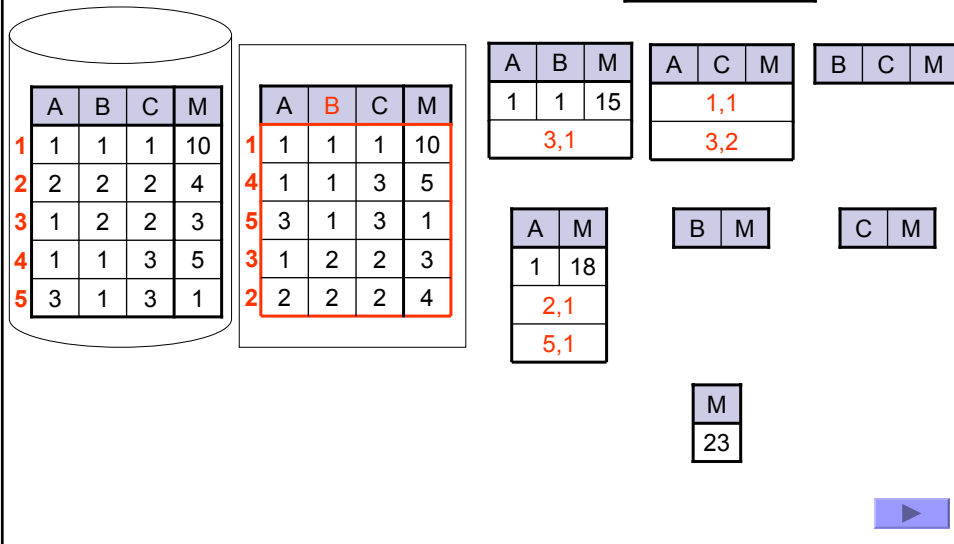 A B C M
1 1 1 1 10
2 2 2 2 4
3 1 2 2 3
4 1 1 3 5
5 3 1 3 1
A B C M
1 1 1 1 10
4 1 1 3 5
5 3 1 3 1
3 1 2 2 3
2 2 2 2 4
A B M
1 1 15
3,1
A C M
1,1
3,2
B C M
A M
1 18
2,1
5,1
B M
C M
M
23